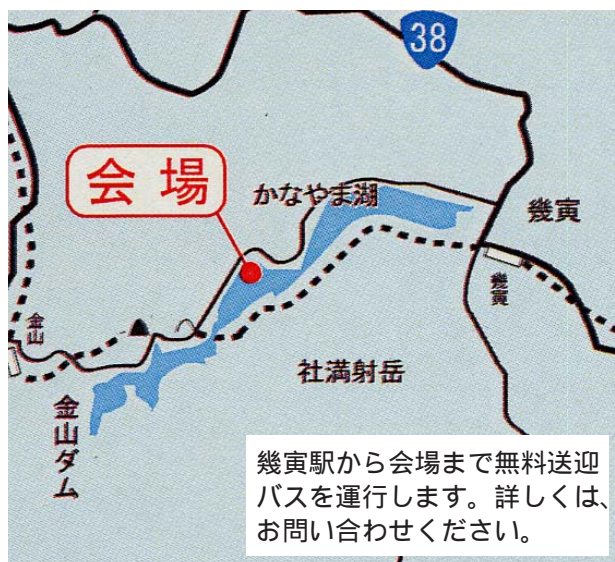 38
会場
かなやま湖
幾寅
幾寅
金山
社満射岳
金山ダム
幾寅駅から会場まで無料送迎
バスを運行します。詳しくは、
お問い合わせください。